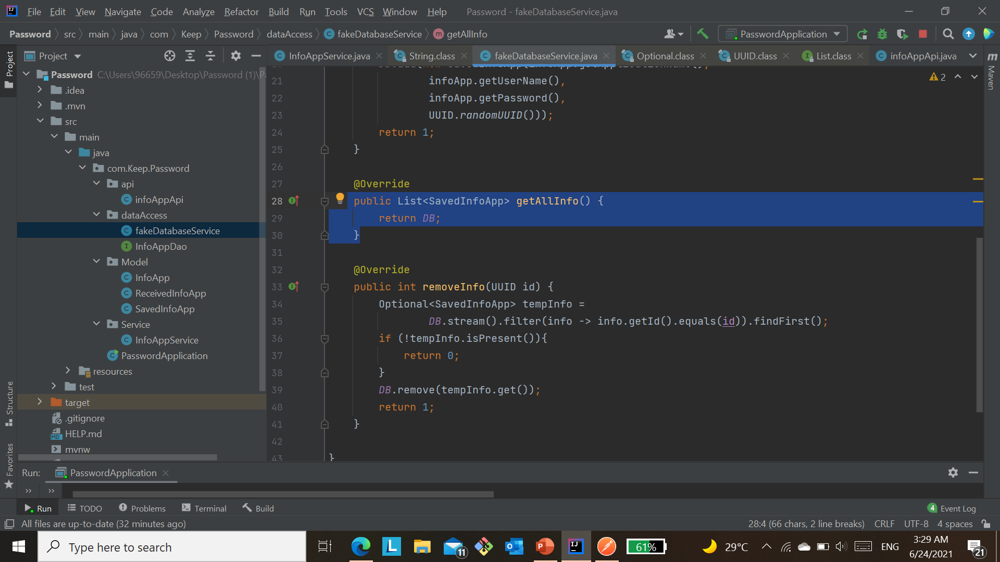 File Edit View Navigate Code Analyze Refactor Build Run Tools VCS Window Help Password - fakeDatabaseService.java
Password src main java com Keep Password dataAccess fakeDatabaseService getAllInfo PasswordApplication
Project
InfoAppService.java String.class fakeDatabaseService.java Optional.class UUID.class List.class infoAppApi.java
Project
Maven
Structure
Favorites
Password C:\Users\96659\Desktop\Password (1)\P
.idea
.mvn
src
main
java
com.Keep.Password
api
infoAppApi
dataAccess
fakeDatabaseService
InfoAppDao
Model
InfoApp
ReceivedInfoApp
SavedInfoApp
Service
InfoAppService
PasswordApplication
resources
test
target
.gitignore
HELP.md
mvnw
2
21 infoApp.getUserName(),
22 infoApp.getPassword(),
23 UUID.randomUUID()));
24 return 1;
25 }
26
27 @Override
28 public List<SavedInfoApp> getAllInfo() {
29 return DB;
30 }
31
32 @Override
33 public int removeInfo(UUID id) {
34 Optional<SavedInfoApp> tempInfo =
35 DB.stream().filter(info -> info.getId().equals(id)).findFirst();
36 if (!tempInfo.isPresent()){
37 return 0;
38 }
39 DB.remove(tempInfo.get());
40 return 1;
41 }
42
43 }
Run: PasswordApplication
Run TODO Problems Terminal Build 4 Event Log
All files are up-to-date (32 minutes ago) 28:4 (66 chars, 2 line breaks) CRLF UTF-8 4 spaces
Type here to search
11
61%
29°C
ENG
3:29 AM
6/24/2021
21